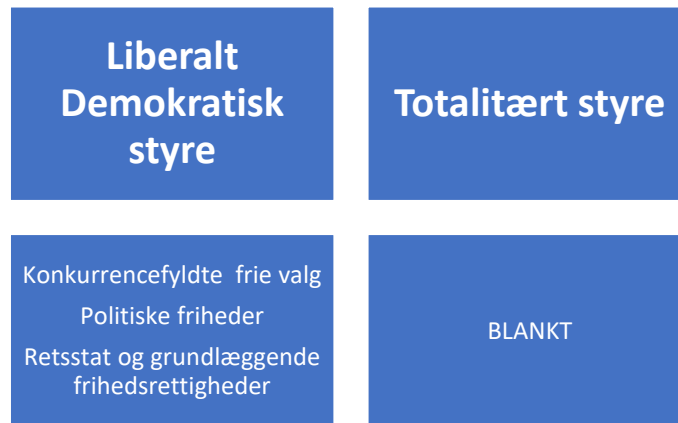 Liberalt
Demokratisk
styre
Totalitært styre
Konkurrencefyldte frie valg
Politiske friheder
Retsstat og grundlæggende
frihedsrettigheder
BLANKT